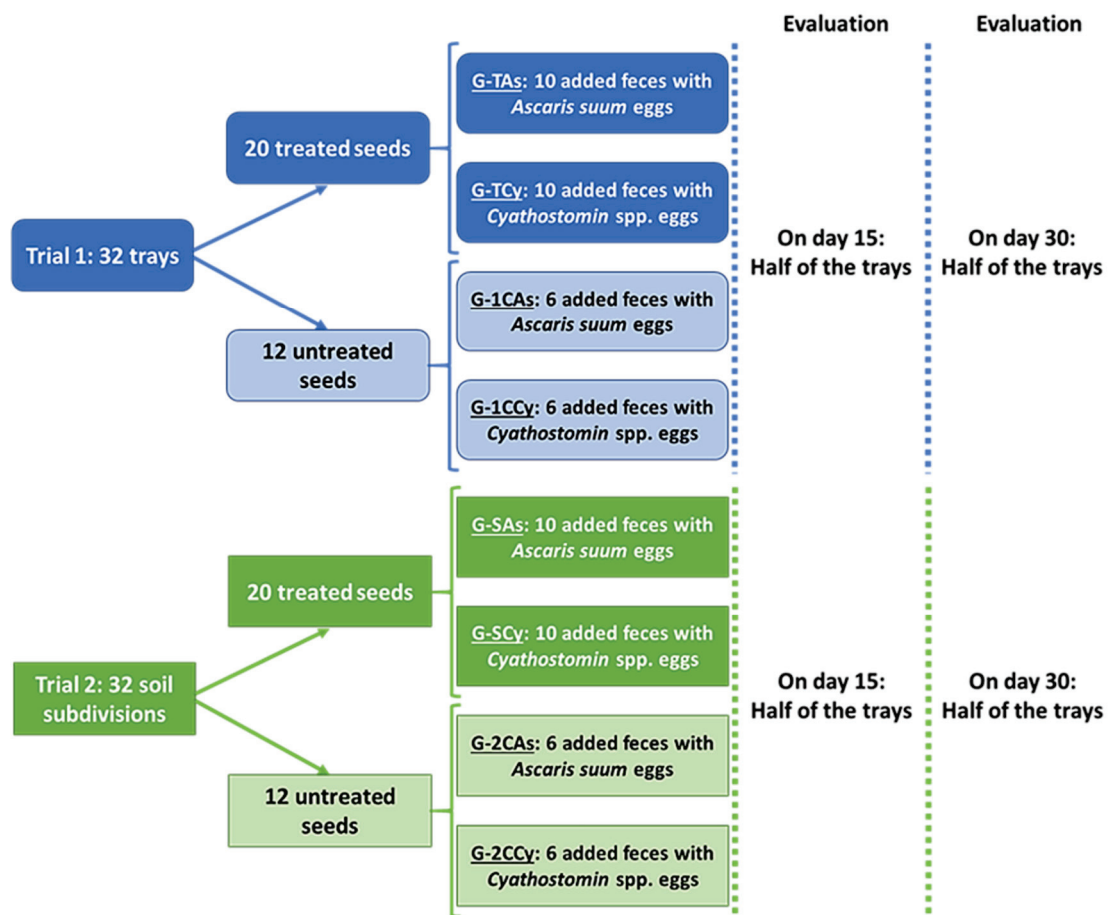 Evaluation
Evaluation
G-TAs: 10 added feces with
Ascaris suum eggs
20 treated seeds
G-TCy: 10 added feces with
Cyathostomin spp. eggs
Trial 1: 32 trays
On day 15:
Half of the trays
On day 30:
Half of the trays
G-1CAs: 6 added feces with
Ascaris suum eggs
12 untreated
seeds
G-1CCy: 6 added feces with
Cyathostomin spp. eggs
G-SAs: 10 added feces with
Ascaris suum eggs
20 treated seeds
G-SCy: 10 added feces with
Cyathostomin spp. eggs
Trial 2: 32 soil
subdivisions
On day 15:
Half of the trays
On day 30:
Half of the trays
G-2CAs: 6 added feces with
Ascaris suum eggs
12 untreated
seeds
G-2CCy: 6 added feces with
Cyathostomin spp. eggs